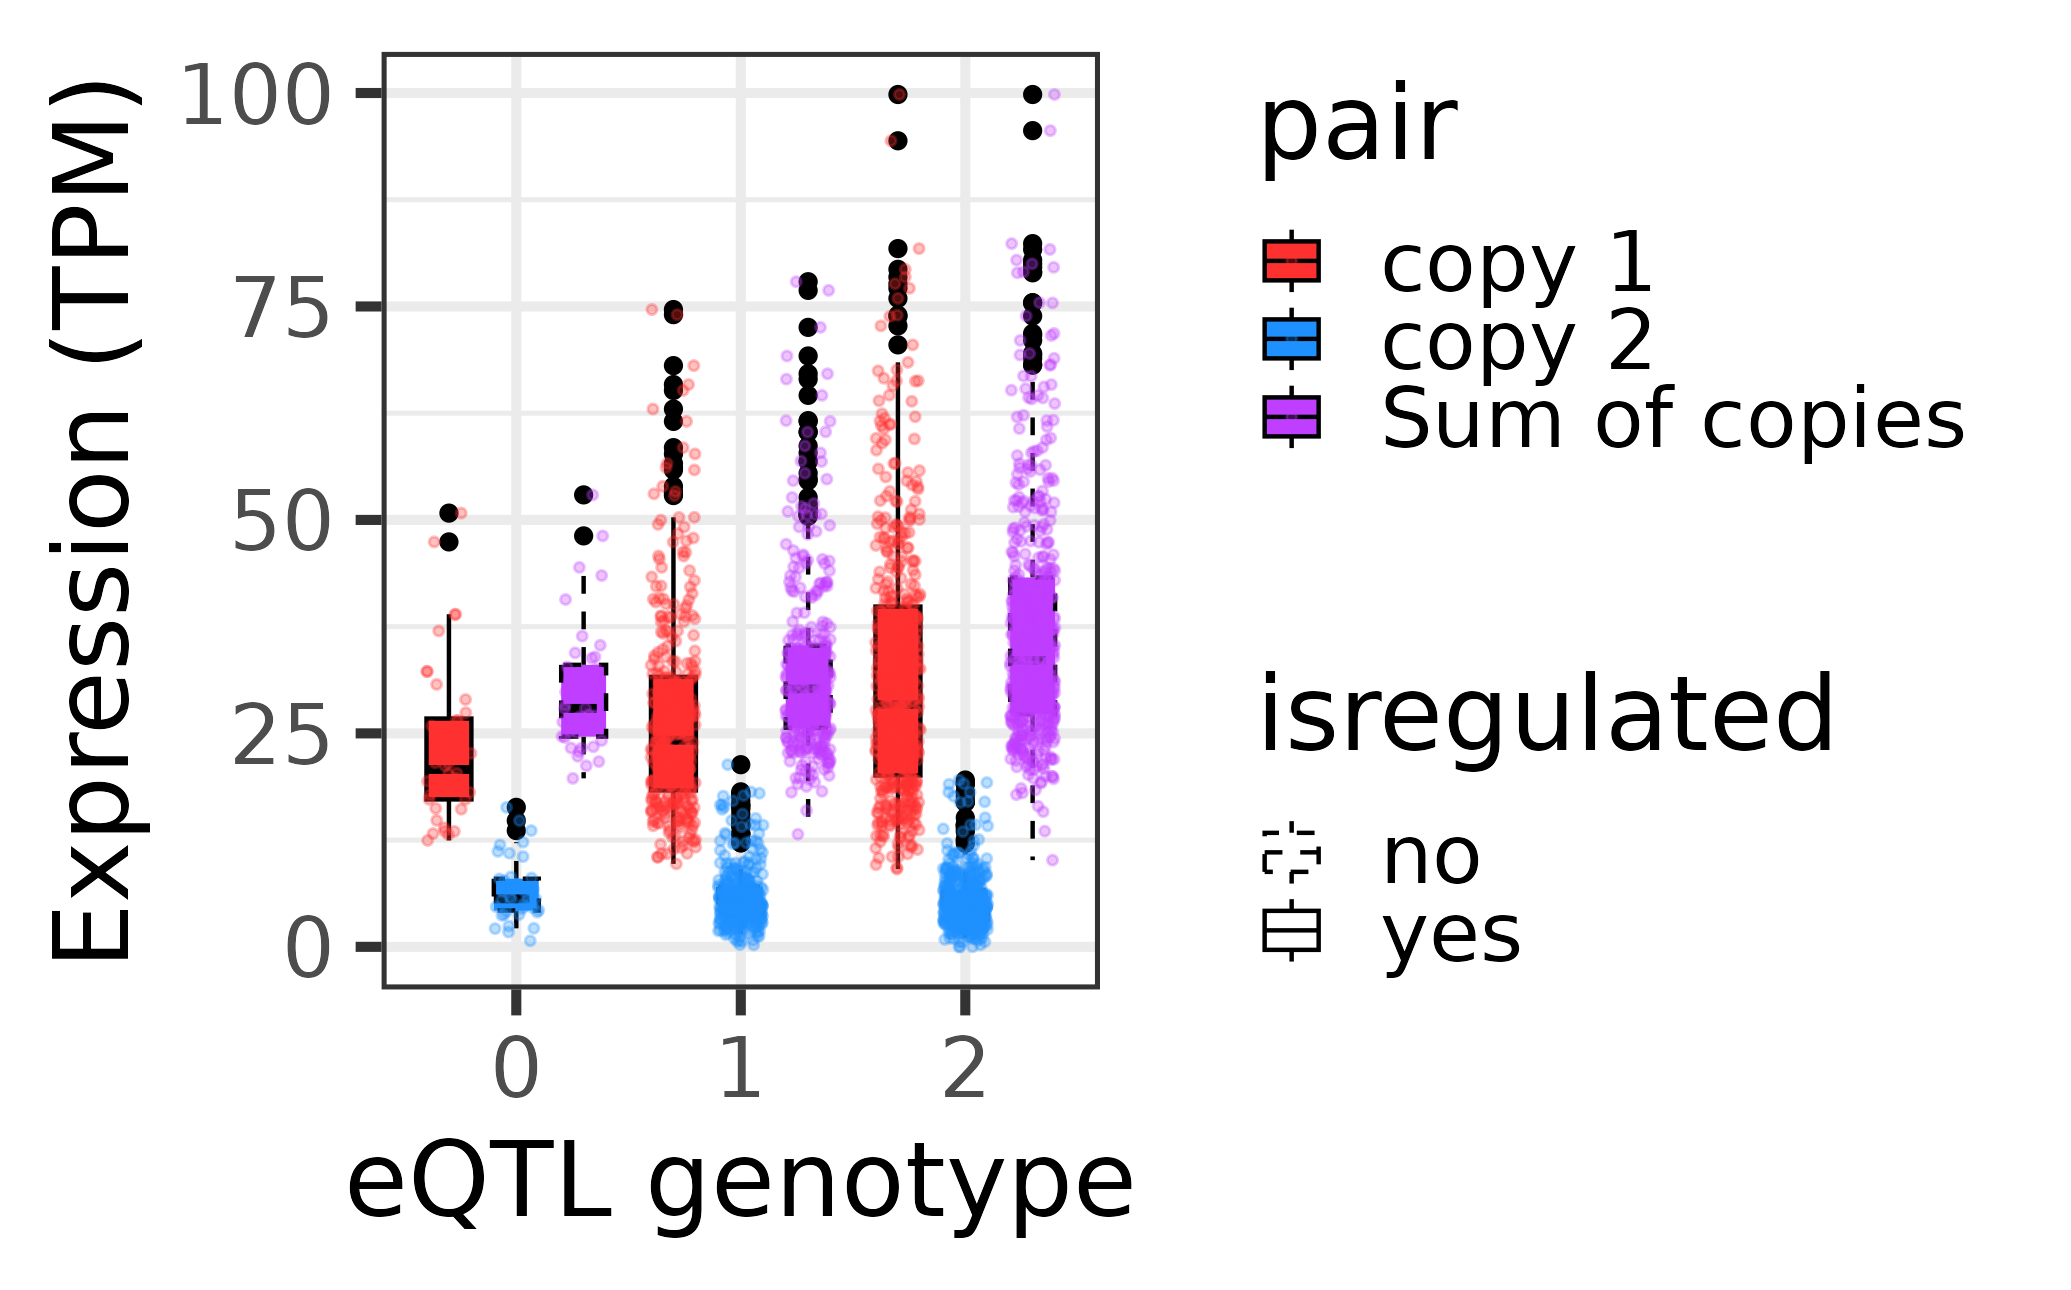 Expression (TPM)
100
75
50
25
0
0 1 2
eQTL genotype
pair
copy 1
copy 2
Sum of copies
isregulated
no
yes